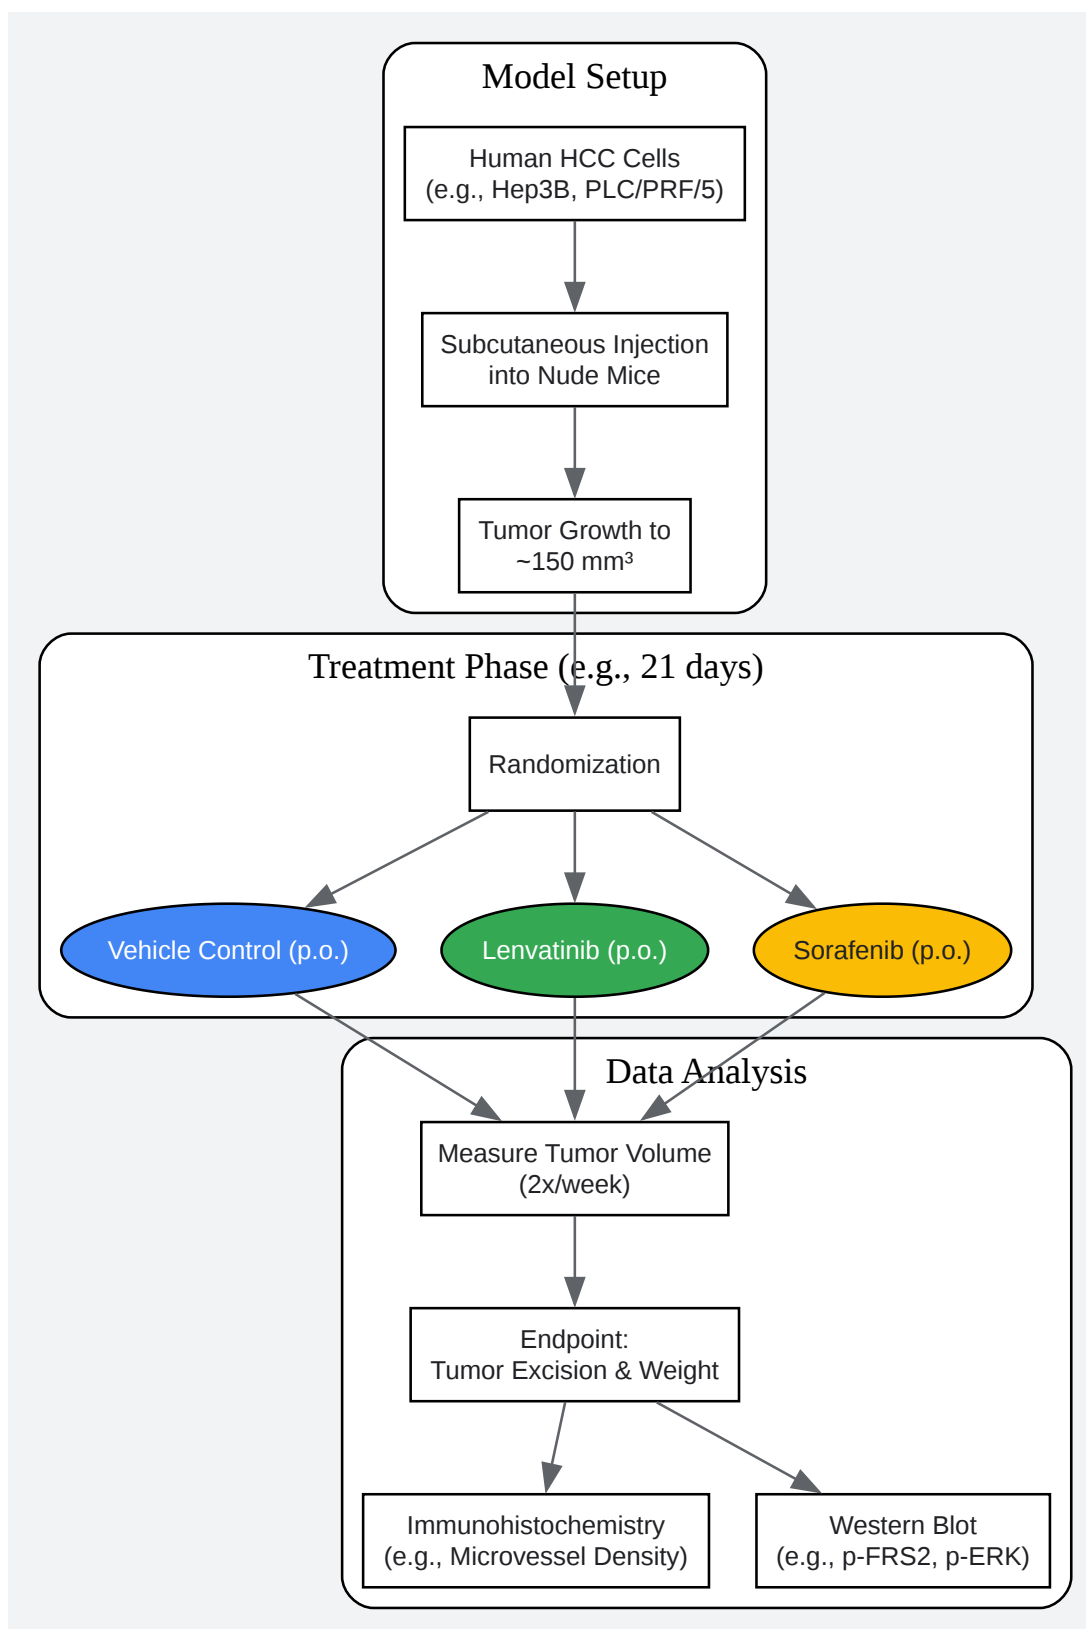 Model Setup
Human HCC Cells
(e.g., Hep3B, PLC/PRF/5)
Subcutaneous Injection
into Nude Mice
Tumor Growth to
~150 mm³
Treatment Phase (e.g., 21 days)
Randomization
Vehicle Control (p.o.)
Lenvatinib (p.o.)
Sorafenib (p.o.)
Data Analysis
Measure Tumor Volume
(2x/week)
Endpoint:
Tumor Excision & Weight
Immunohistochemistry
(e.g., Microvessel Density)
Western Blot
(e.g., p-FRS2, p-ERK)